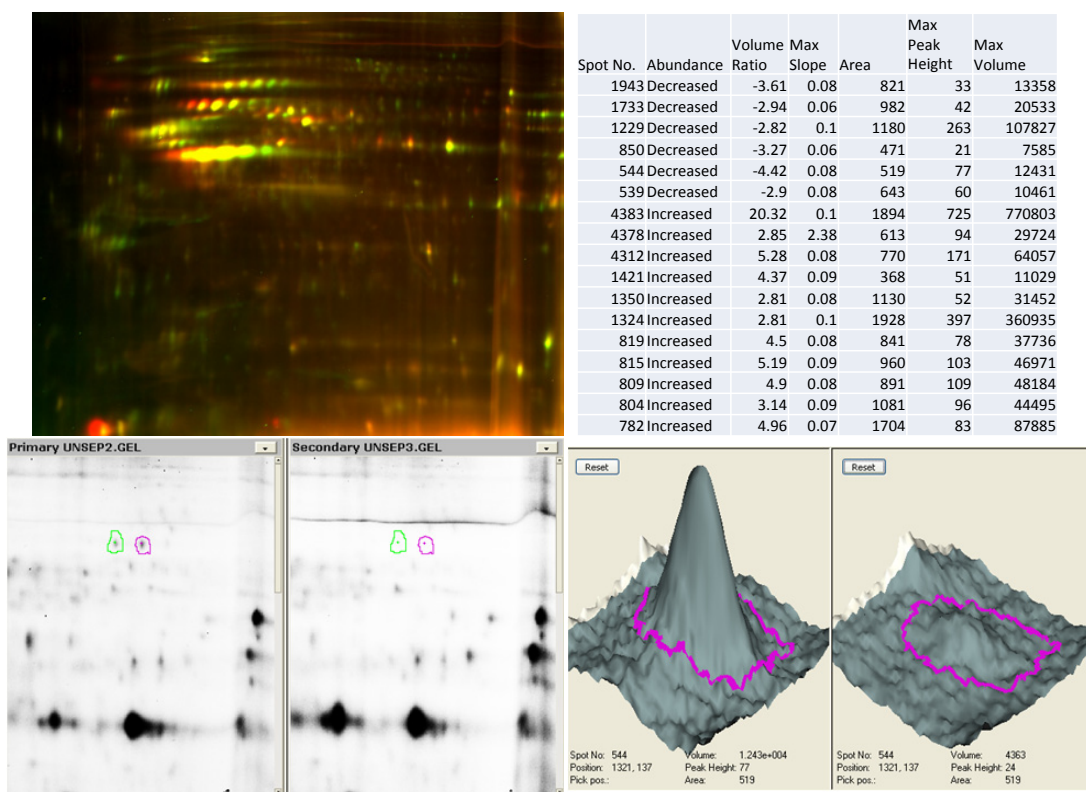 Max
Volume Max Peak Max
Spot No. Abundance Ratio Slope Area Height Volume
1943 Decreased -3.61 0.08 821 33 13358
1733 Decreased -2.94 0.06 982 42 20533
1229 Decreased -2.82 0.1 1180 263 107827
850 Decreased -3.27 0.06 471 21 7585
544 Decreased -4.42 0.08 519 77 12431
539 Decreased -2.9 0.08 643 60 10461
4383 Increased 20.32 0.1 1894 725 770803
4378 Increased 2.85 2.38 613 94 29724
4312 Increased 5.28 0.08 770 171 64057
1421 Increased 4.37 0.09 368 51 11029
1350 Increased 2.81 0.08 1130 52 31452
1324 Increased 2.81 0.1 1928 397 360935
819 Increased 4.5 0.08 841 78 37736
815 Increased 5.19 0.09 960 103 46971
809 Increased 4.9 0.08 891 109 48184
804 Increased 3.14 0.09 1081 96 44495
782 Increased 4.96 0.07 1704 83 87885
Primary UNSEP2.GEL
Secondary UNSEP3.GEL
Reset
Spot No: 544 Volume: 1.243e+004
Position: 1321, 137 Peak Height: 77
Pick pos.: Area: 519
Reset
Spot No: 544 Volume: 4363
Position: 1321, 137 Peak Height: 24
Pick pos.: Area: 519